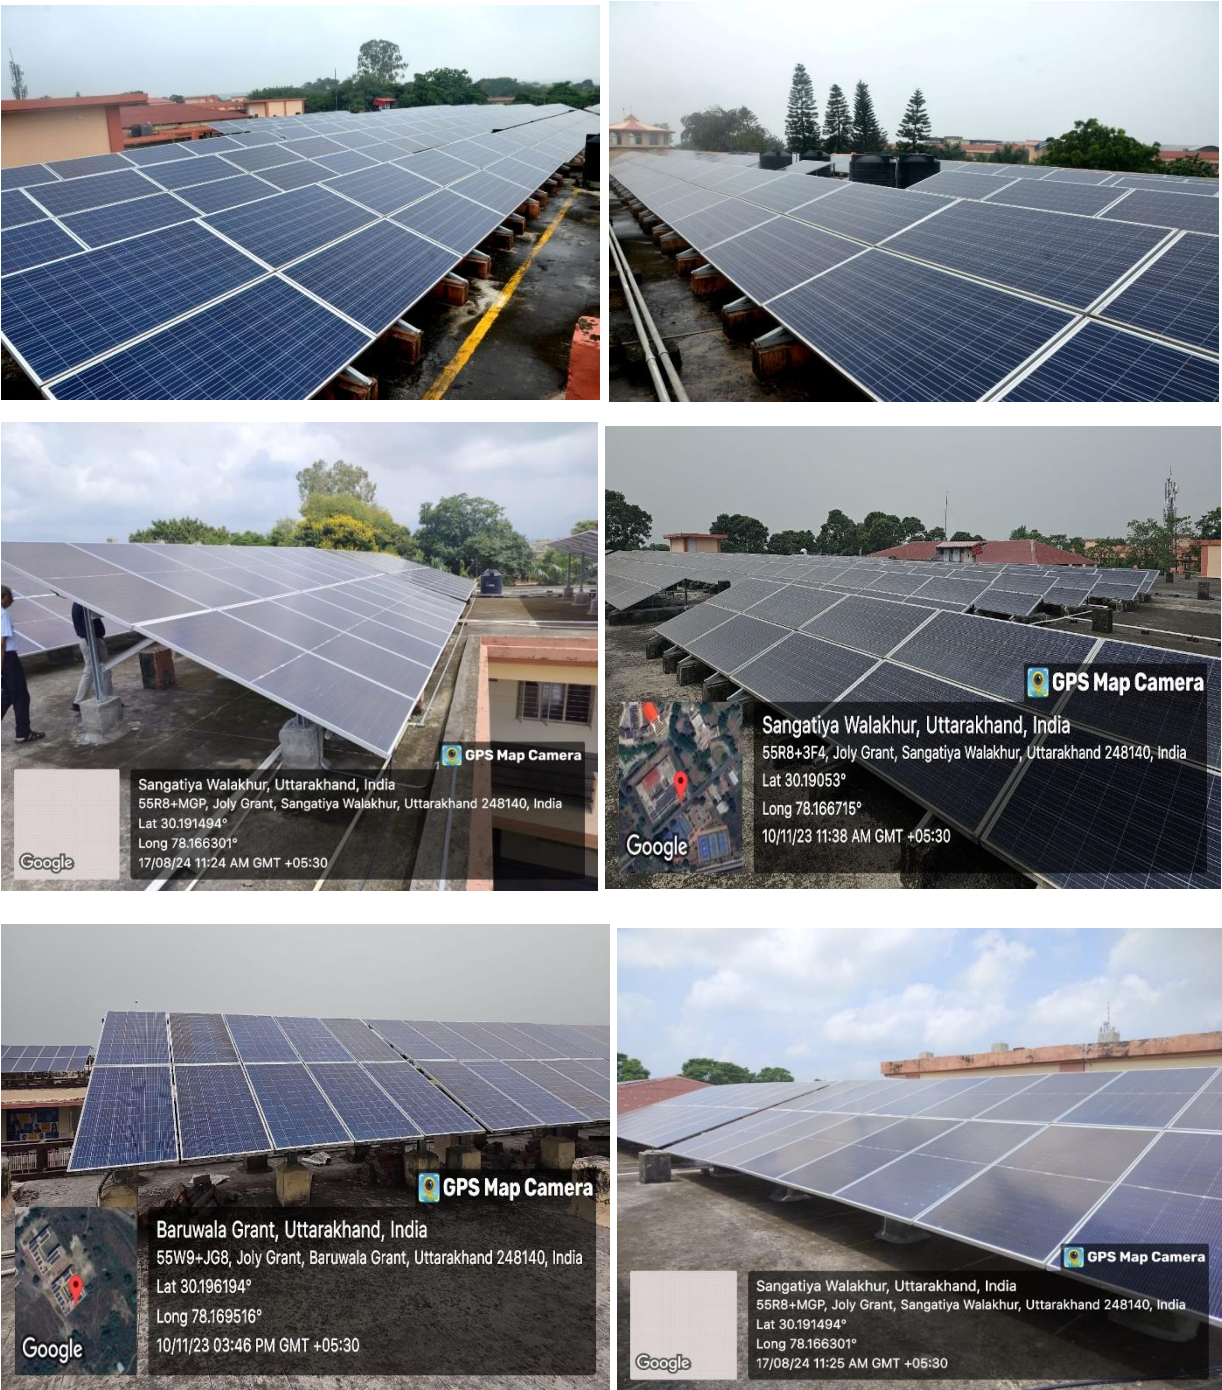 GPS Map Camera
Sangatiya Walakhur, Uttarakhand, India
55R8+MGP, Joly Grant, Sangatiya Walakhur, Uttarakhand 248140, India
Lat 30.191494°
Long 78.166301°
17/08/24 11:24 AM GMT +05:30
Google
GPS Map Camera
Sangatiya Walakhur, Uttarakhand, India
55R8+3F4, Joly Grant, Sangatiya Walakhur, Uttarakhand 248140, India
Lat 30.19053°
Long 78.166715°
10/11/23 11:38 AM GMT +05:30
Google
GPS Map Camera
Baruwala Grant, Uttarakhand, India
55W9+JG8, Joly Grant, Baruwala Grant, Uttarakhand 248140, India
Lat 30.196194°
Long 78.169516°
10/11/23 03:46 PM GMT +05:30
Google
GPS Map Camera
Sangatiya Walakhur, Uttarakhand, India
55R8+MGP, Joly Grant, Sangatiya Walakhur, Uttarakhand 248140, India
Lat 30.191494°
Long 78.166301°
17/08/24 11:25 AM GMT +05:30
Google